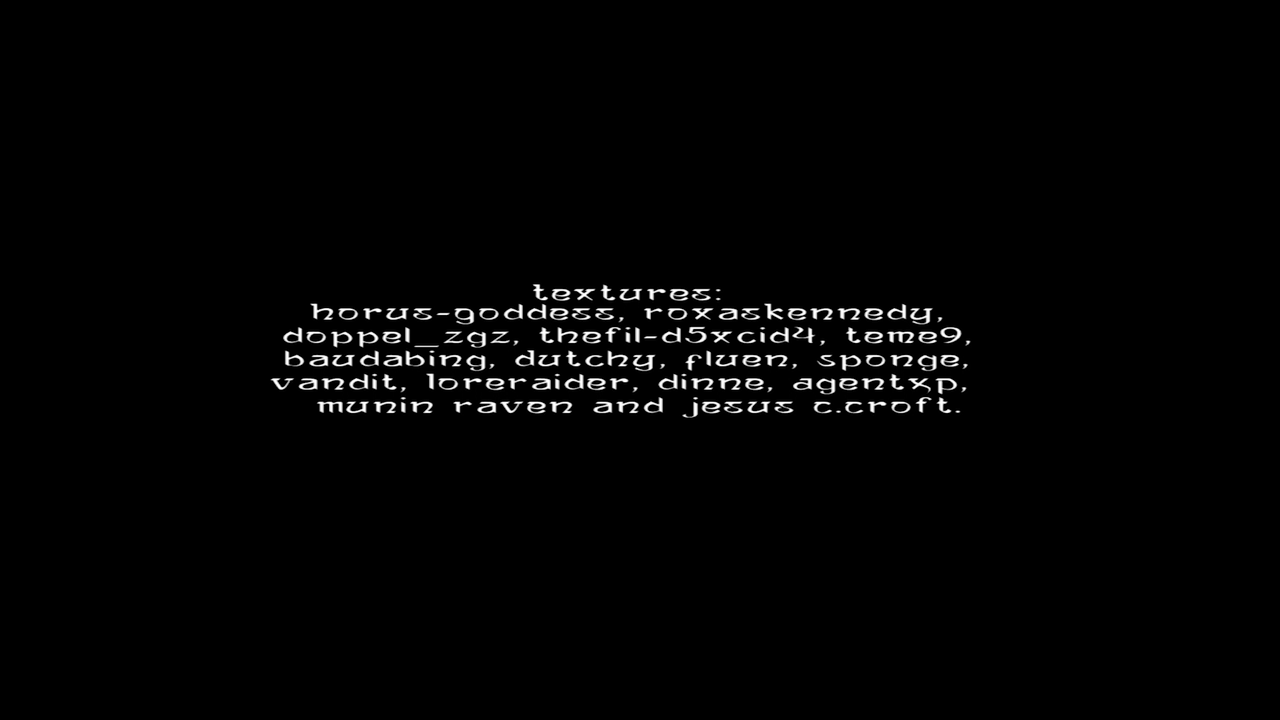 textures:
horus-goddess, roxaskennedy,
doppel_zgz, thefil-d5xcid4, teme9,
baudabing, dutchy, fluen, sponge,
vandit, loreraider, dinne, agentxp,
munin raven and jesus c.croft.